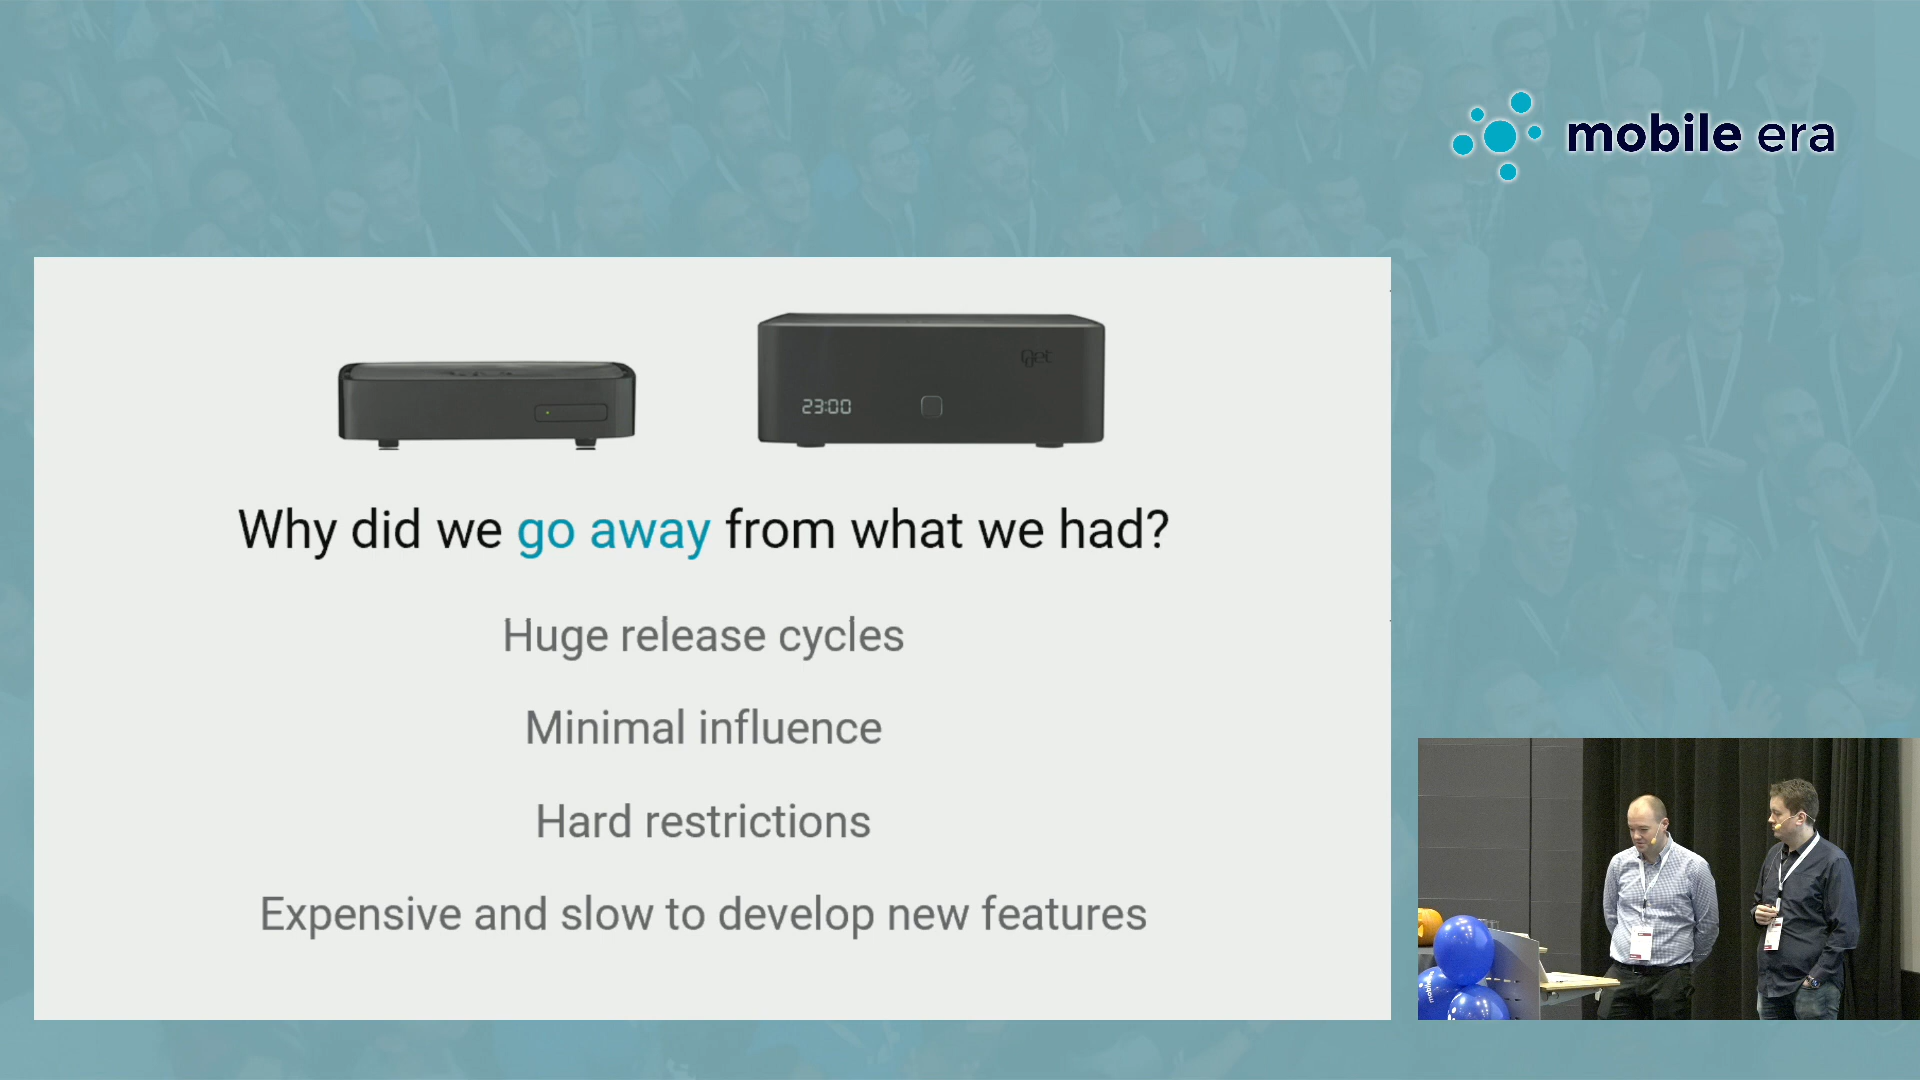 mobile era
Get
23:00
Why did we go away from what we had?
Huge release cycles
Minimal influence
Hard restrictions
Expensive and slow to develop new features